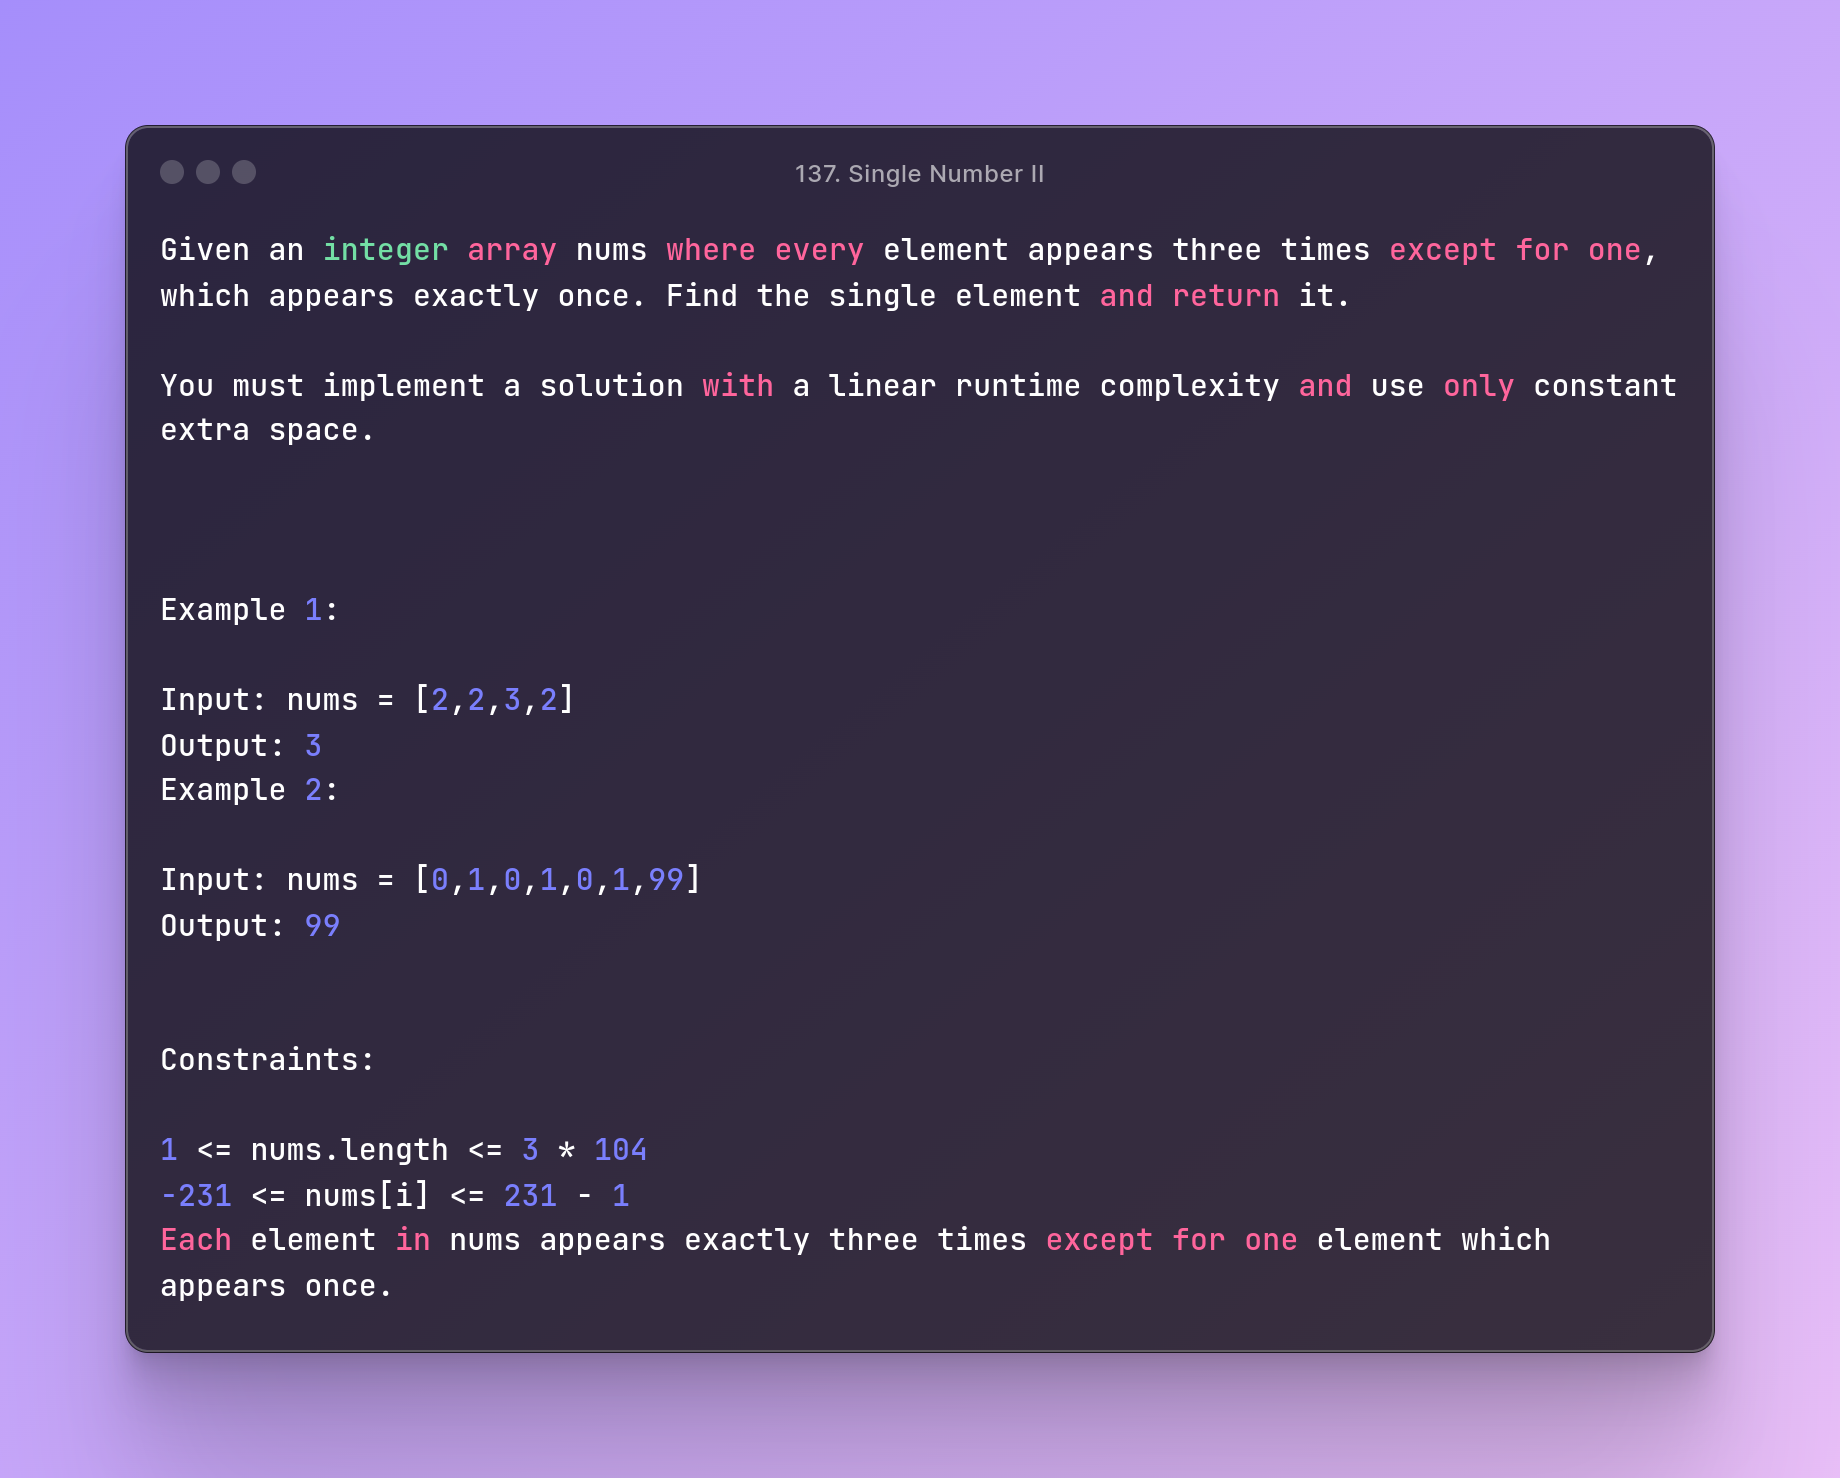 137. Single Number II
Given an integer array nums where every element appears three times except for one,
which appears exactly once. Find the single element and return it.
You must implement a solution with a linear runtime complexity and use only constant
extra space.
Example 1:
Input: nums = [2,2,3,2]
Output: 3
Example 2:
Input: nums = [0,1,0,1,0,1,99]
Output: 99
Constraints:
1 <= nums.length <= 3 * 104
-231 <= nums[i] <= 231 - 1
Each element in nums appears exactly three times except for one element which
appears once.